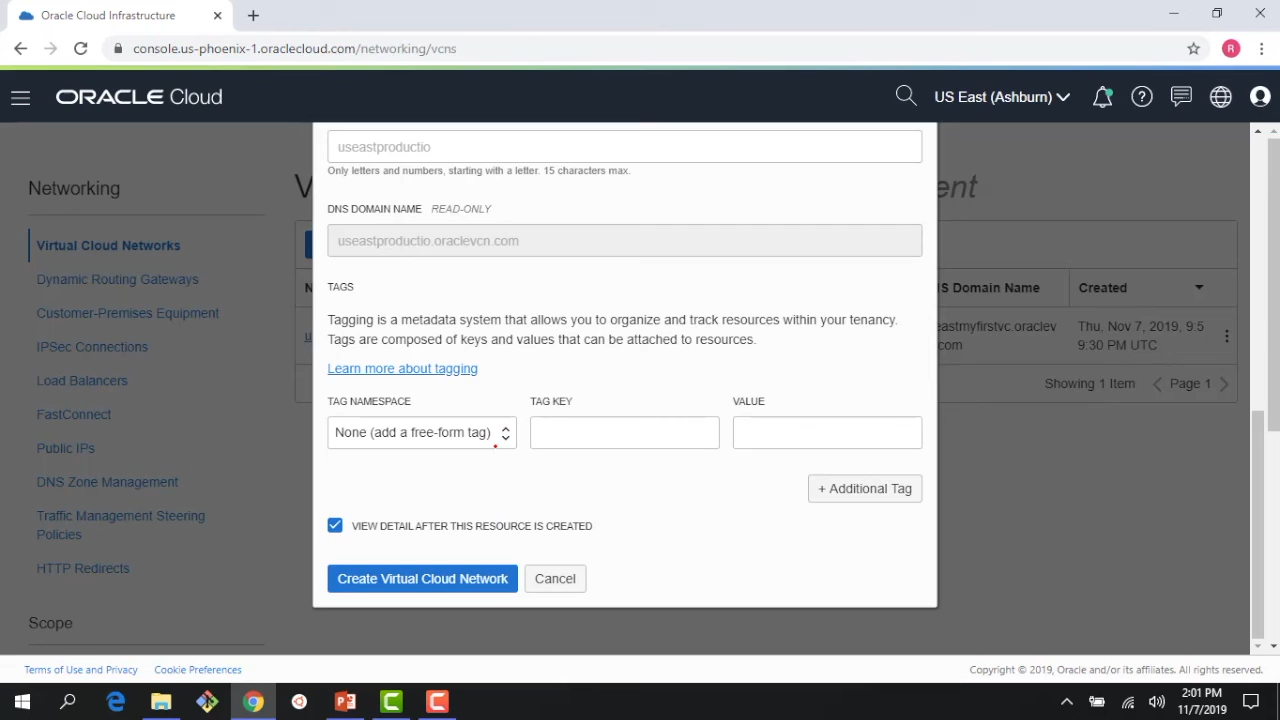 Oracle Cloud Infrastructure
console.us-phoenix-1.oraclecloud.com/networking/vcns
R
ORACLE Cloud
US East (Ashburn)
useastproductio
Only letters and numbers, starting with a letter. 15 characters max.
Networking
ent
DNS DOMAIN NAME READ-ONLY
useastproductio.oraclevcn.com
Virtual Cloud Networks
Dynamic Routing Gateways
Customer-Premises Equipment
IPSec Connections
Load Balancers
FastConnect
Public IPs
DNS Zone Management
Traffic Management Steering
Policies
HTTP Redirects
Scope
TAGS
Tagging is a metadata system that allows you to organize and track resources within your tenancy.
Tags are composed of keys and values that can be attached to resources.
Learn more about tagging
TAG NAMESPACE TAG KEY VALUE
None (add a free-form tag)
+ Additional Tag
VIEW DETAIL AFTER THIS RESOURCE IS CREATED
Create Virtual Cloud Network Cancel
S Domain Name Created
eastmyfirstvc.oraclev
com
Thu, Nov 7, 2019, 9:5
9:30 PM UTC
Showing 1 Item Page 1
Terms of Use and Privacy Cookie Preferences
Copyright © 2019, Oracle and/or its affiliates. All rights reserved.
2:01 PM
11/7/2019